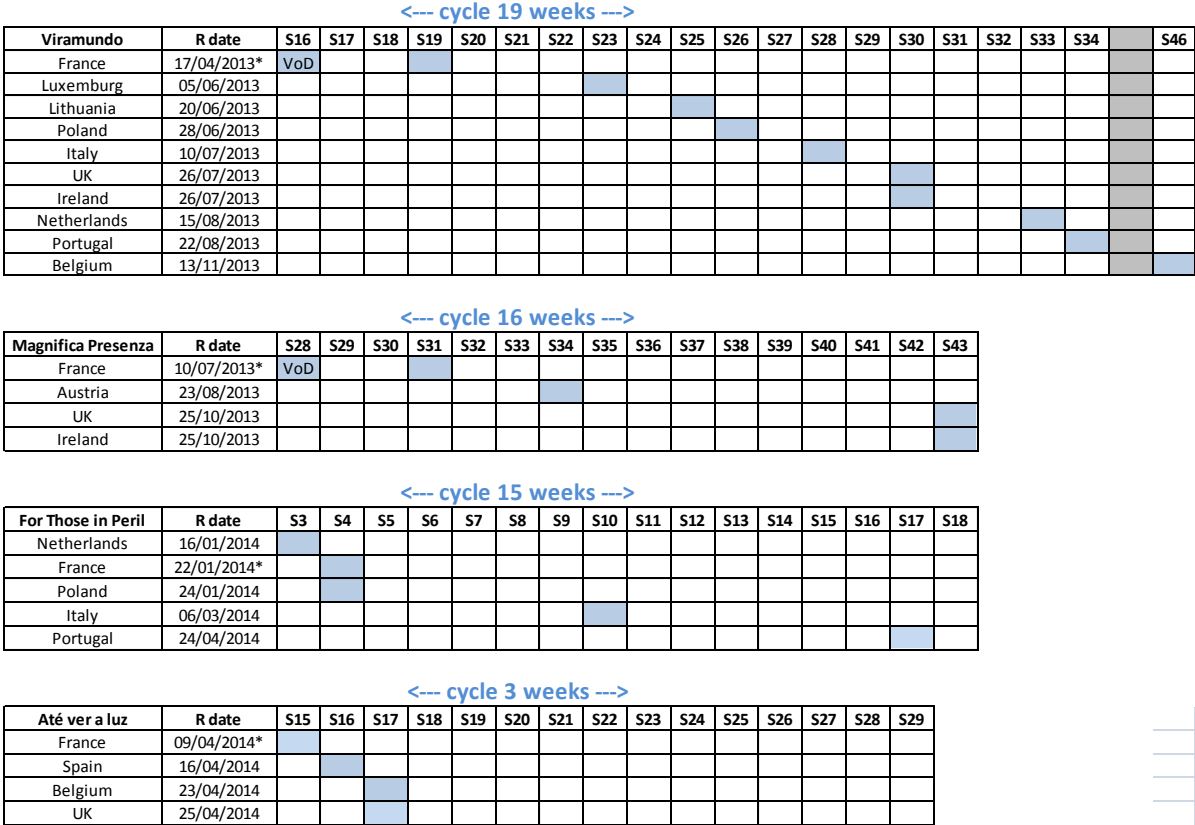 <--- cycle 19 weeks --->
Viramundo R date S16 S17 S18 S19 S20 S21 S22 S23 S24 S25 S26 S27 S28 S29 S30 S31 S32 S33 S34 S46
France 17/04/2013* VoD
Luxemburg 05/06/2013
Lithuania 20/06/2013
Poland 28/06/2013
Italy 10/07/2013
UK 26/07/2013
Ireland 26/07/2013
Netherlands 15/08/2013
Portugal 22/08/2013
Belgium 13/11/2013
<--- cycle 16 weeks --->
Magnifica Presenza R date S28 S29 S30 S31 S32 S33 S34 S35 S36 S37 S38 S39 S40 S41 S42 S43
France 10/07/2013* VoD
Austria 23/08/2013
UK 25/10/2013
Ireland 25/10/2013
<--- cycle 15 weeks --->
For Those in Peril R date S3 S4 S5 S6 S7 S8 S9 S10 S11 S12 S13 S14 S15 S16 S17 S18
Netherlands 16/01/2014
France 22/01/2014*
Poland 24/01/2014
Italy 06/03/2014
Portugal 24/04/2014
<--- cycle 3 weeks --->
Até ver a luz R date S15 S16 S17 S18 S19 S20 S21 S22 S23 S24 S25 S26 S27 S28 S29
France 09/04/2014*
Spain 16/04/2014
Belgium 23/04/2014
UK 25/04/2014